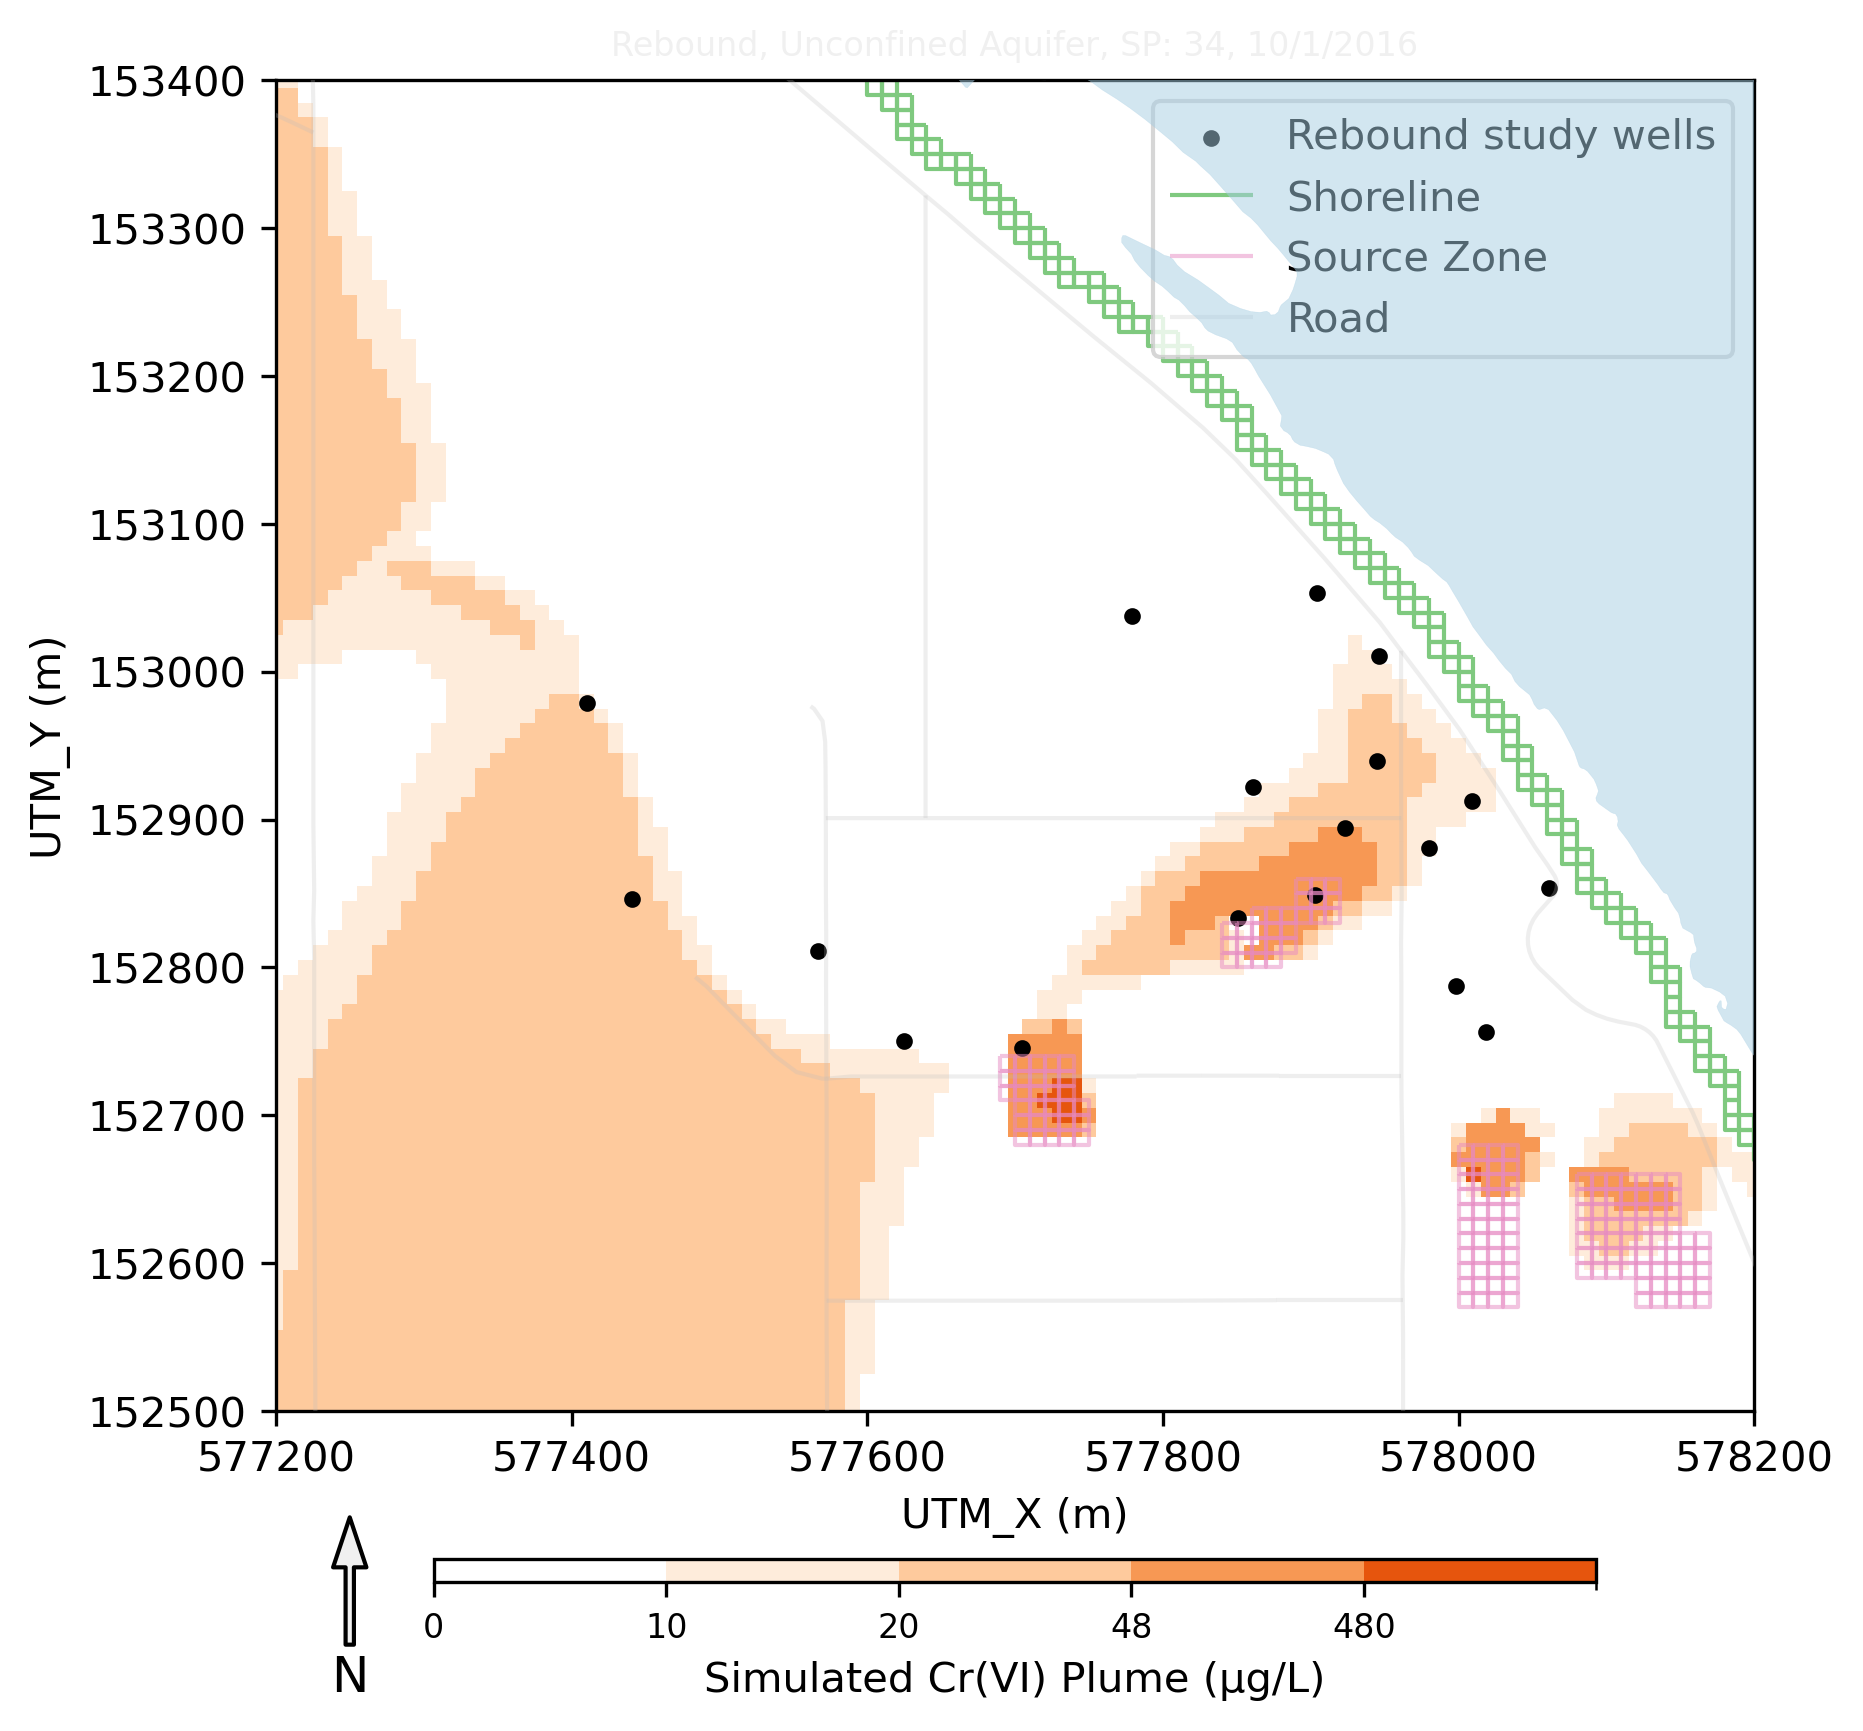 Rebound, Unconfined Aquifer, SP: 34, 10/1/2016
153400
153300
153200
153100
153000
152900
152800
152700
152600
152500
UTM_Y (m)
Rebound study wells
Shoreline
Source Zone
Road
577200 577400 577600 577800 578000 578200
UTM_X (m)
N
0 10 20 48 480
Simulated Cr(VI) Plume (μg/L)